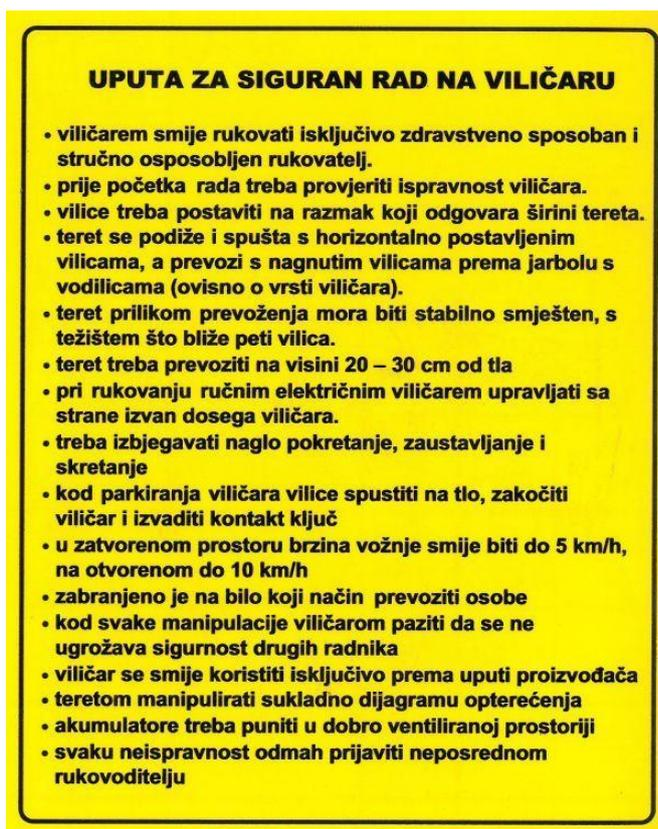 UPUTA ZA SIGURAN RAD NA VILIČARU
• viličarem smije rukovati isključivo zdravstveno sposoban i
stručno osposobljen rukovatelj.
• prije početka rada treba provjeriti ispravnost viličara.
• vilice treba postaviti na razmak koji odgovara širini tereta.
• teret se podiže i spušta s horizontalno postavljenim
vilicama, a prevozi s nagnutim vilicama prema jarbolu s
vodilicama (ovisno o vrsti viličara).
• teret prilikom prevoženja mora biti stabilno smješten, s
težištem što bliže peti vilica.
• teret treba prevoziti na visini 20 – 30 cm od tla
• pri rukovanju ručnim električnim viličarem upravljati sa
strane izvan dosega viličara.
• treba izbjegavati naglo pokretanje, zaustavljanje i
skretanje
• kod parkiranja viličara vilice spustiti na tlo, zakočiti
viličar i izvaditi kontakt ključ
• u zatvorenom prostoru brzina vožnje smije biti do 5 km/h,
na otvorenom do 10 km/h
• zabranjeno je na bilo koji način prevoziti osobe
• kod svake manipulacije viličarom paziti da se ne
ugrožava sigurnost drugih radnika
• viličar se smije koristiti isključivo prema uputi proizvođača
• teretom manipulirati sukladno dijagramu opterećenja
• akumulatore treba puniti u dobro ventiliranoj prostoriji
• svaku neispravnost odmah prijaviti neposrednom
rukovoditelju